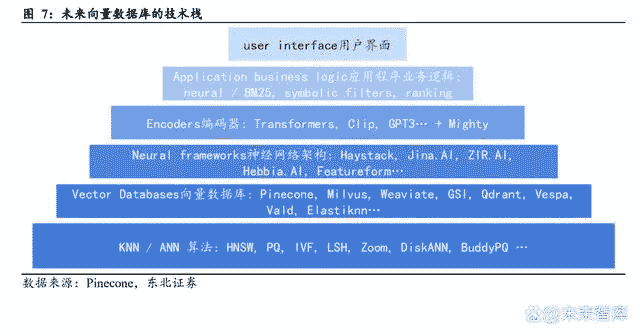 图 7：未来向量数据库的技术栈
user interface用户界面
Application business logic应用程序业务逻辑：
neural / BM25, symbolic filters, ranking
Encoders编码器: Transformers, Clip, GPT3… + Mighty
Neural frameworks神经网络架构: Haystack, Jina.AI, ZIR.AI,
Hebbia.AI, Featureform…
Vector Databases向量数据库: Pinecone, Milvus, Weaviate, GSI, Qdrant, Vespa,
Vald, Elastiknn…
KNN / ANN 算法: HNSW, PQ, IVF, LSH, Zoom, DiskANN, BuddyPQ …
数据来源：Pinecone，东北证券
未来智库